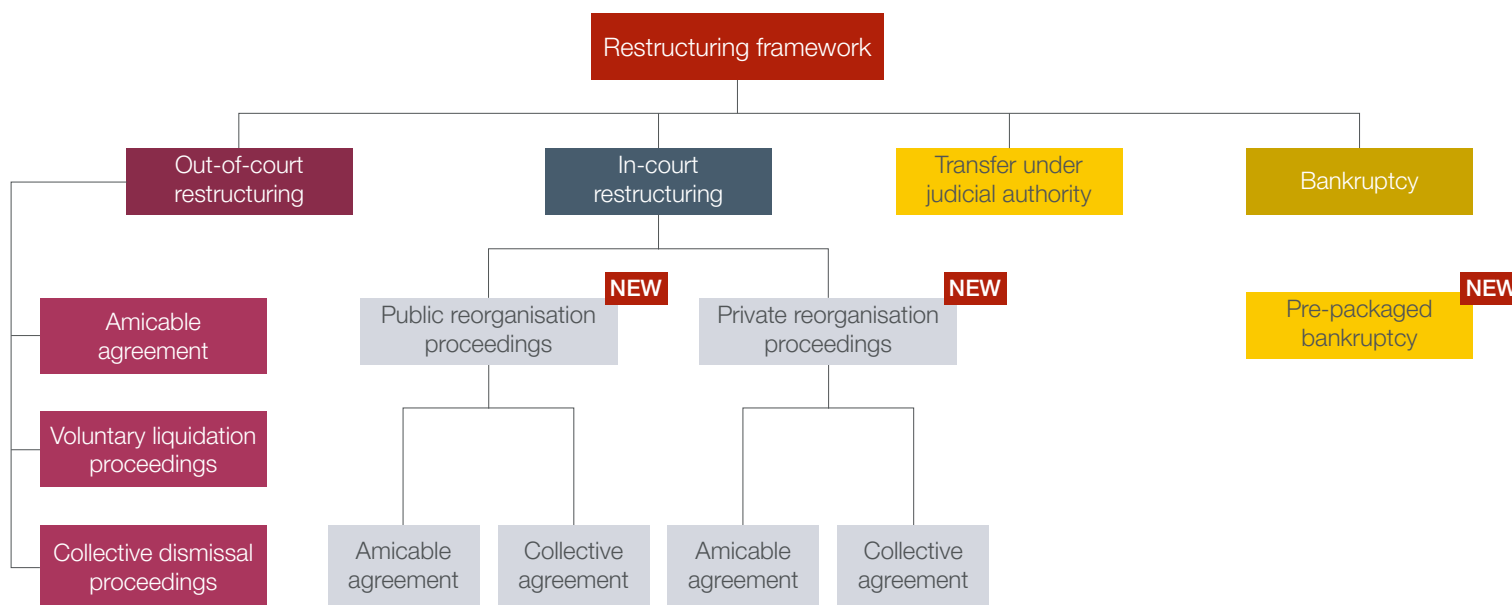 Restructuring framework
Out-of-court
restructuring
In-court
restructuring
Transfer under
judicial authority
Bankruptcy
NEW
NEW
NEW
Amicable
agreement
Public reorganisation
proceedings
Private reorganisation
proceedings
Pre-packaged
bankruptcy
Voluntary liquidation
proceedings
Collective dismissal
proceedings
Amicable
agreement
Collective
agreement
Amicable
agreement
Collective
agreement